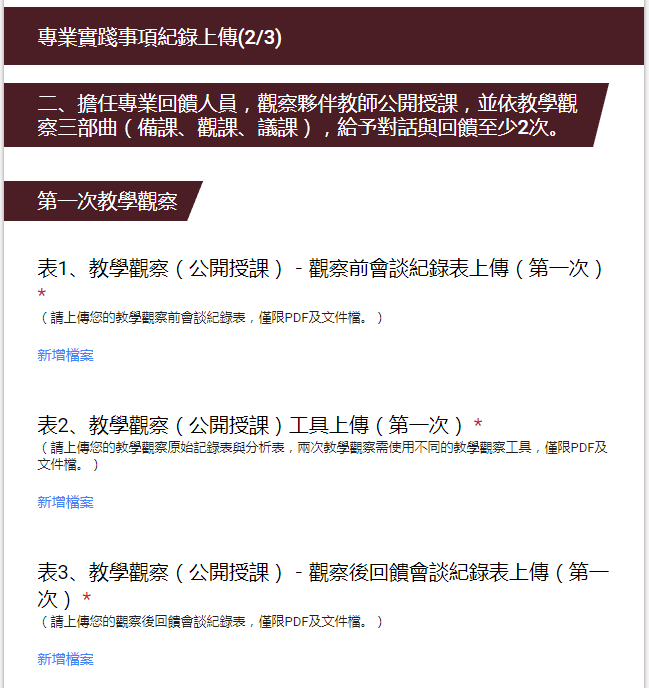 專業實踐事項紀錄上傳(2/3)
二、擔任專業回饋人員，觀察夥伴教師公開授課，並依教學觀
察三部曲（備課、觀課、議課），給予對話與回饋至少2次。
第一次教學觀察
表1、教學觀察（公開授課） - 觀察前會談紀錄表上傳（第一次）
*
（請上傳您的教學觀察前會談紀錄表，僅限PDF及文件檔。）
新增檔案
表2、教學觀察（公開授課）工具上傳（第一次） *
（請上傳您的教學觀察原始記錄表與分析表，兩次教學觀察需使用不同的教學觀察工具，僅限PDF及
文件檔。）
新增檔案
表3、教學觀察（公開授課） - 觀察後回饋會談紀錄表上傳（第一
次） *
（請上傳您的觀察後回饋會談紀錄表，僅限PDF及文件檔。）
新增檔案